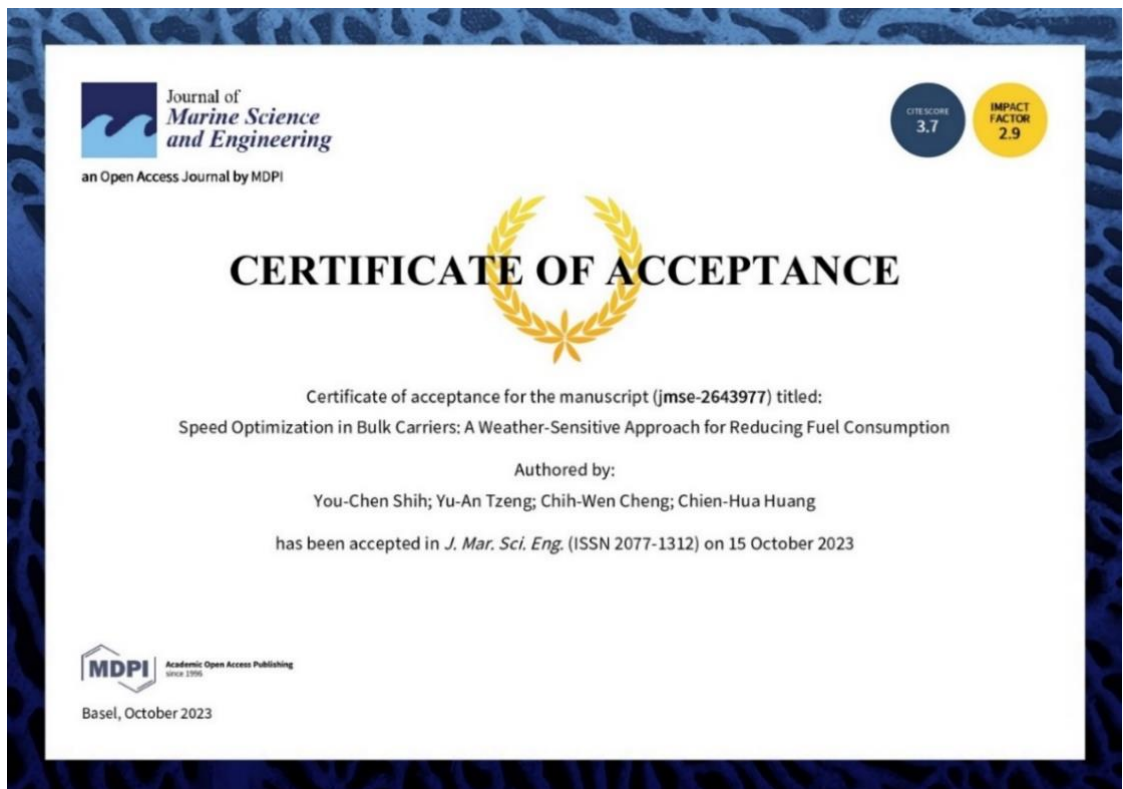 Journal of
Marine Science
and Engineering
an Open Access Journal by MDPI
CITESCORE
3.7
IMPACT
FACTOR
2.9
CERTIFICATE OF ACCEPTANCE
Certificate of acceptance for the manuscript (jmse-2643977) titled:
Speed Optimization in Bulk Carriers: A Weather-Sensitive Approach for Reducing Fuel Consumption
Authored by:
You-Chen Shih; Yu-An Tzeng; Chih-Wen Cheng; Chien-Hua Huang
has been accepted in J. Mar. Sci. Eng. (ISSN 2077-1312) on 15 October 2023
MDPI
Academic Open Access Publishing
since 1996
Basel, October 2023